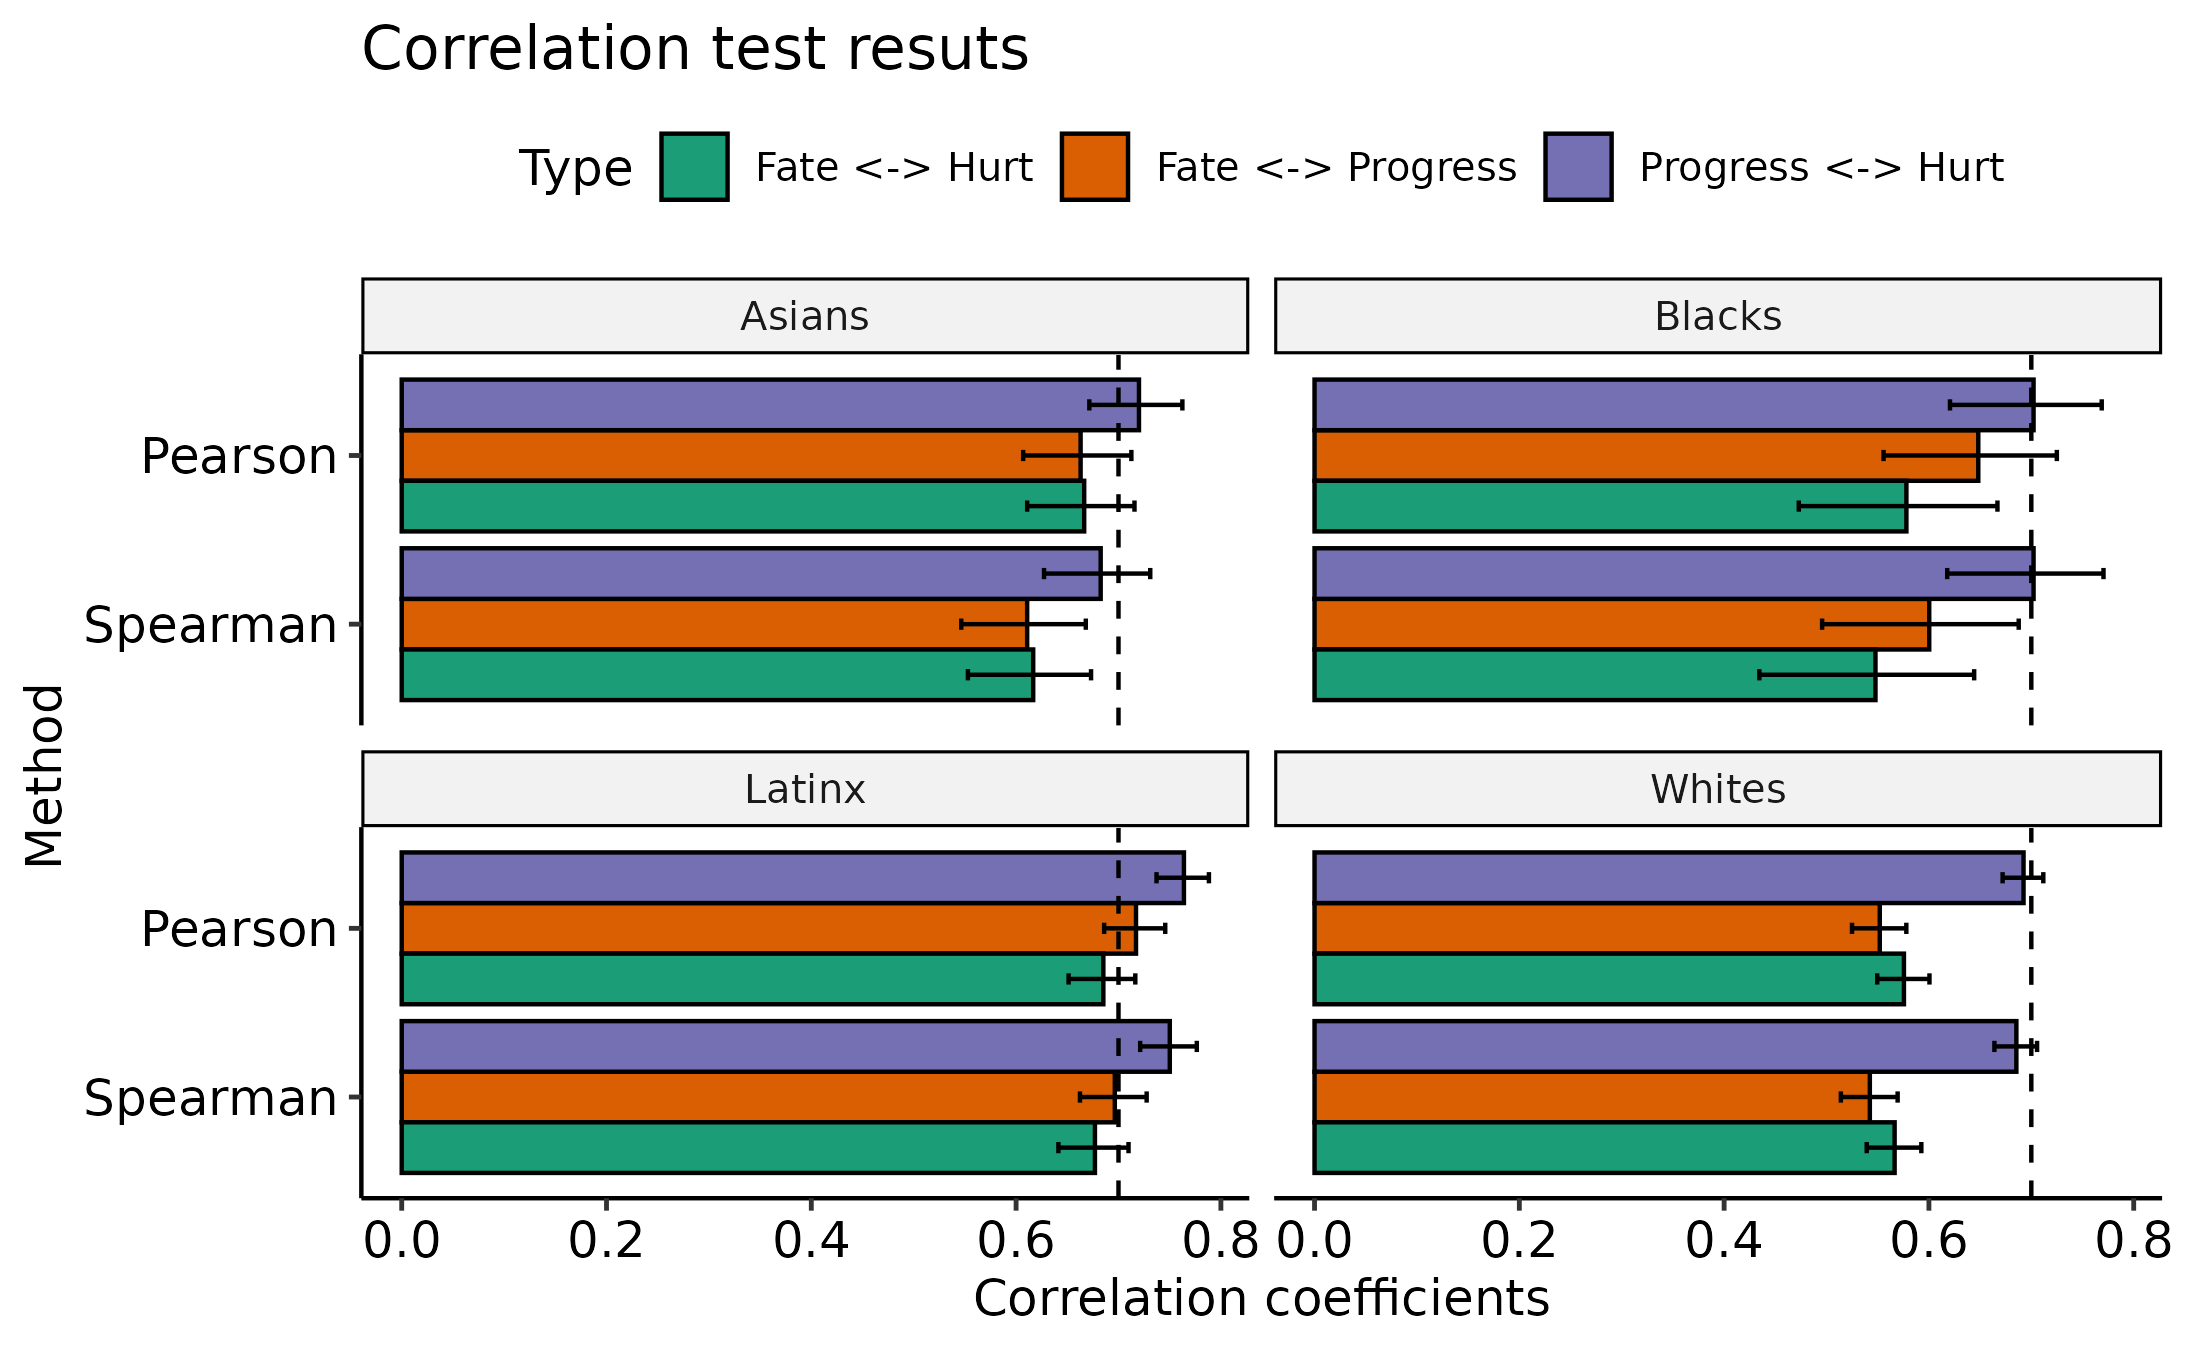 Correlation test resuts
Type Fate <-> Hurt Fate <-> Progress Progress <-> Hurt
Asians Blacks
Pearson
Spearman
Method
Latinx Whites
Pearson
Spearman
0.0 0.2 0.4 0.6 0.8 0.0 0.2 0.4 0.6 0.8
Correlation coefficients